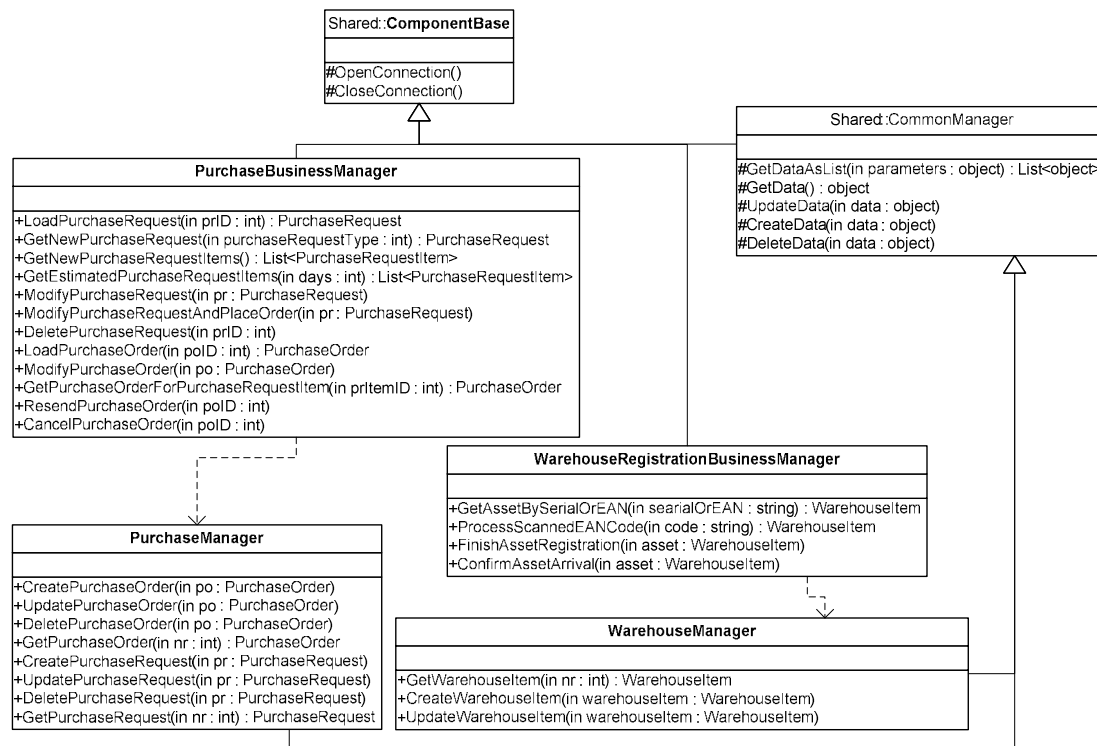 Shared::ComponentBase
#OpenConnection()
#CloseConnection()
Shared::CommonManager
#GetDataAsList(in parameters : object) : List<object>
#GetData() : object
#UpdateData(in data : object)
#CreateData(in data : object)
#DeleteData(in data : object)
PurchaseBusinessManager
+LoadPurchaseRequest(in prID : int) : PurchaseRequest
+GetNewPurchaseRequest(in purchaseRequestType : int) : PurchaseRequest
+GetNewPurchaseRequestItems() : List<PurchaseRequestItem>
+GetEstimatedPurchaseRequestItems(in days : int) : List<PurchaseRequestItem>
+ModifyPurchaseRequest(in pr : PurchaseRequest)
+ModifyPurchaseRequestAndPlaceOrder(in pr : PurchaseRequest)
+DeletePurchaseRequest(in prID : int)
+LoadPurchaseOrder(in poID : int) : PurchaseOrder
+ModifyPurchaseOrder(in po : PurchaseOrder)
+GetPurchaseOrderForPurchaseRequestItem(in prItemID : int) : PurchaseOrder
+ResendPurchaseOrder(in poID : int)
+CancelPurchaseOrder(in poID : int)
WarehouseRegistrationBusinessManager
+GetAssetBySerialOrEAN(in searialOrEAN : string) : WarehouseItem
+ProcessScannedEANCode(in code : string) : WarehouseItem
+FinishAssetRegistration(in asset : WarehouseItem)
+ConfirmAssetArrival(in asset : WarehouseItem)
PurchaseManager
+CreatePurchaseOrder(in po : PurchaseOrder)
+UpdatePurchaseOrder(in po : PurchaseOrder)
+DeletePurchaseOrder(in po : PurchaseOrder)
+GetPurchaseOrder(in nr : int) : PurchaseOrder
+CreatePurchaseRequest(in pr : PurchaseRequest)
+UpdatePurchaseRequest(in pr : PurchaseRequest)
+DeletePurchaseRequest(in pr : PurchaseRequest)
+GetPurchaseRequest(in nr : int) : PurchaseRequest
WarehouseManager
+GetWarehouseItem(in nr : int) : WarehouseItem
+CreateWarehouseItem(in warehouseItem : WarehouseItem)
+UpdateWarehouseItem(in warehouseItem : WarehouseItem)